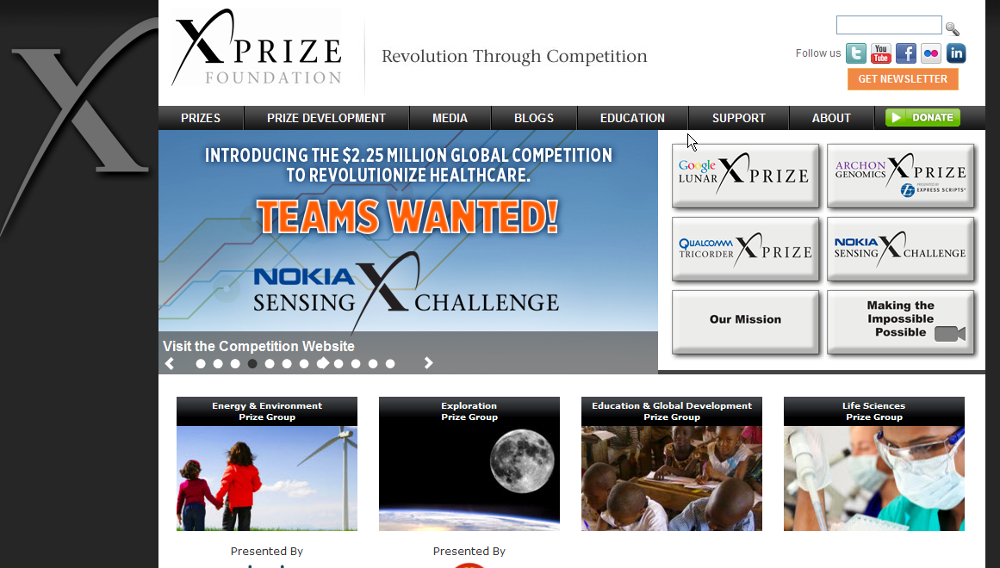 XPRIZE
FOUNDATION
Revolution Through Competition
Follow us
t
You
Tube
f
in
GET NEWSLETTER
PRIZES
PRIZE DEVELOPMENT
MEDIA
BLOGS
EDUCATION
SUPPORT
ABOUT
DONATE
INTRODUCING THE $2.25 MILLION GLOBAL COMPETITION
TO REVOLUTIONIZE HEALTHCARE.
TEAMS WANTED!
NOKIA
SENSING X CHALLENGE
Visit the Competition Website
Google
LUNAR XPRIZE
ARCHON
GENOMICS XPRIZE
PRESENTED BY
EXPRESS SCRIPTS®
QUALCOMM
TRICORDER XPRIZE
NOKIA
SENSING X CHALLENGE
Our Mission
Making the
Impossible
Possible
Energy & Environment
Prize Group
Exploration
Prize Group
Education & Global Development
Prize Group
Life Sciences
Prize Group
Presented By
Presented By